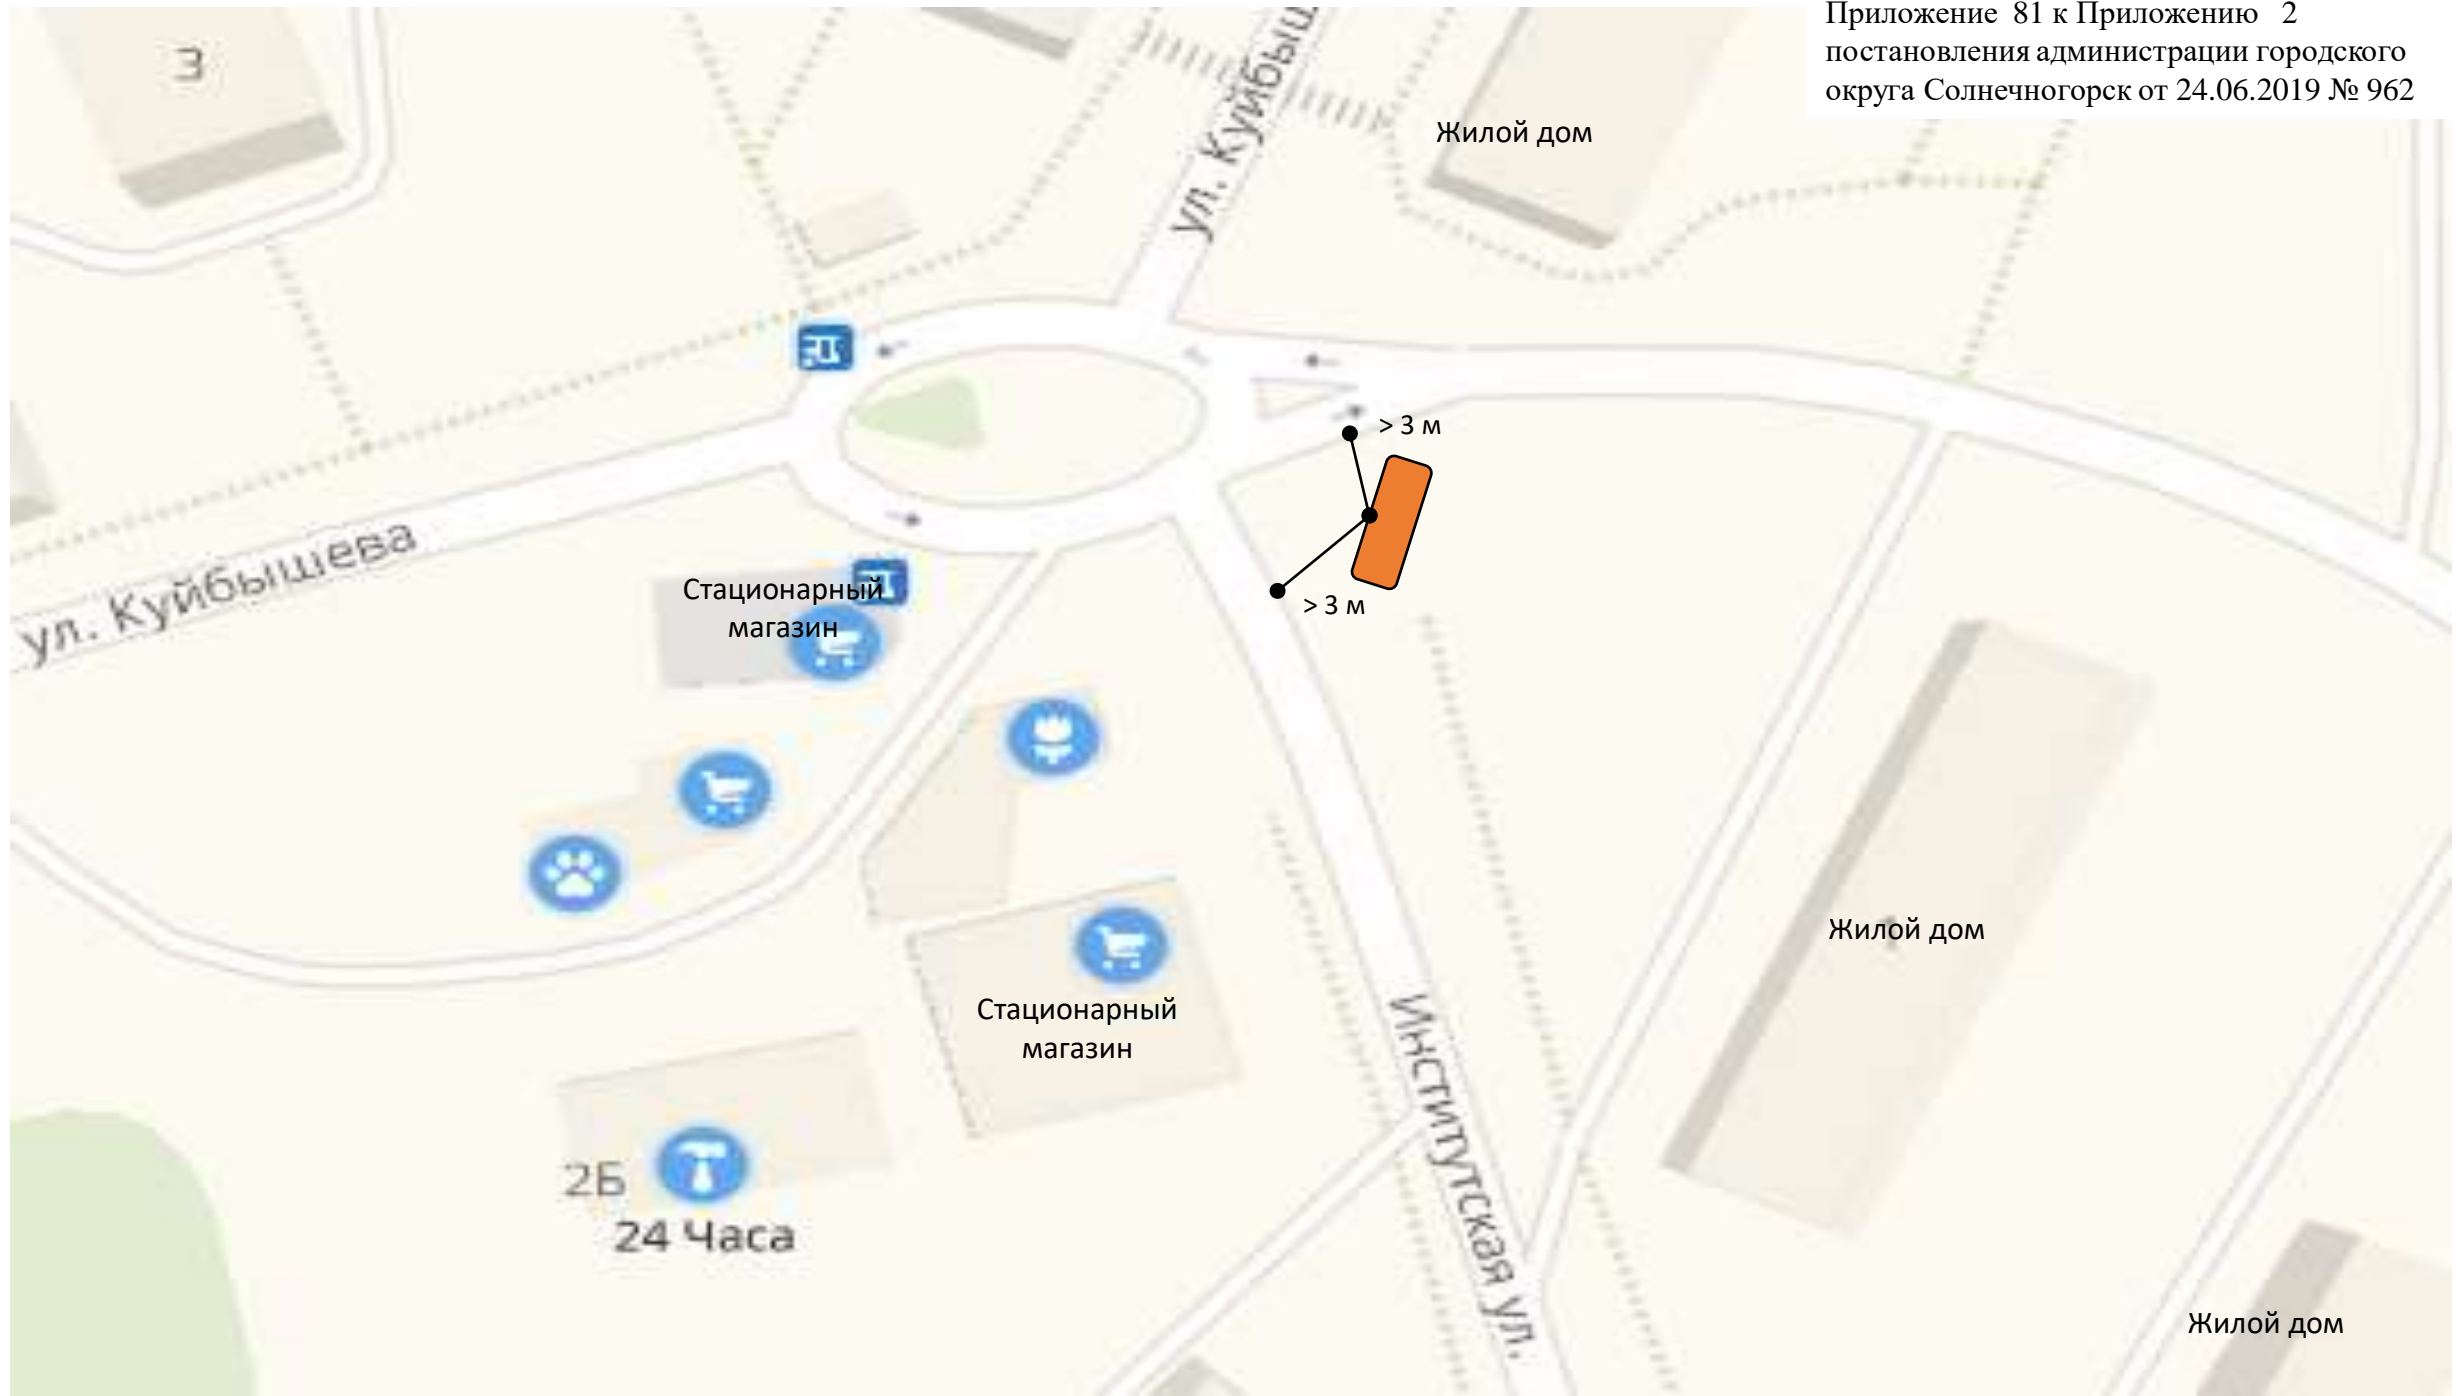 Приложение 81 к Приложению 2
постановления администрации городского
округа Солнечногорск от 24.06.2019 № 962
3
ул. Куйбыш
Жилой дом
> 3 м
> 3 м
ул. Куйбышева
Стационарный
магазин
Жилой дом
Стационарный
магазин
Институтская ул.
2Б
24 Часа
Жилой дом